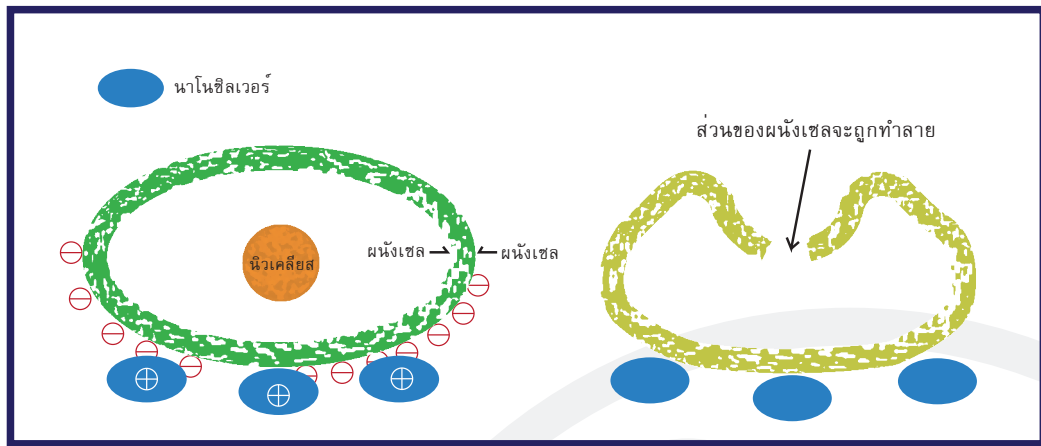 นาโนซิลเวอร์
ส่วนของผนังเซลจะถูกทำลาย
ผนังเซล
ผนังเซล
นิวเคลียส